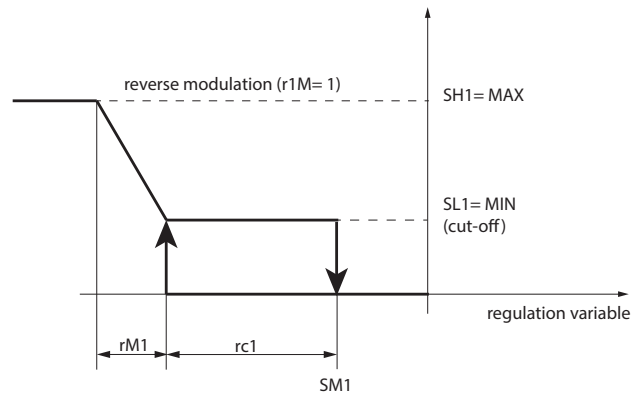 reverse modulation (r1M= 1)
SH1= MAX
SL1= MIN
(cut-off)
regulation variable
rM1
rc1
SM1